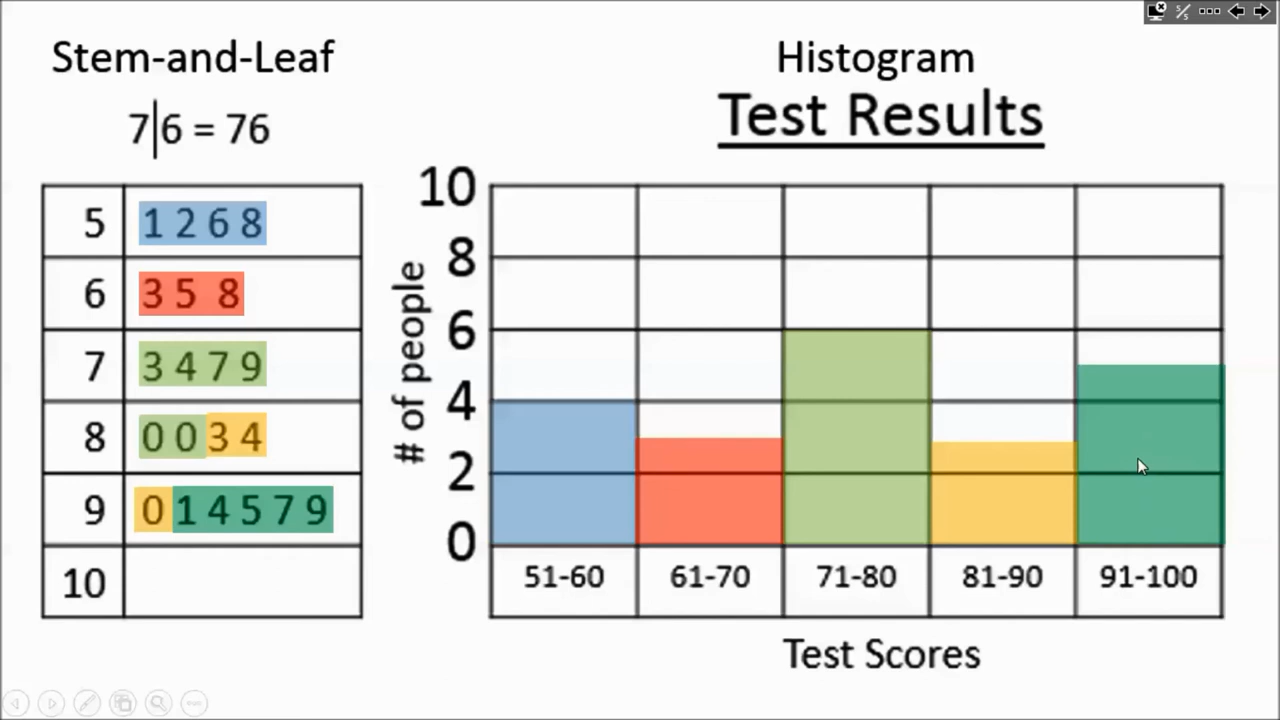 Stem-and-Leaf
7|6 = 76
5 1 2 6 8
6 3 5 8
7 3 4 7 9
8 0 0 3 4
9 0 1 4 5 7 9
10
Histogram
Test Results
# of people
10
8
6
4
2
0
51-60 61-70 71-80 81-90 91-100
Test Scores